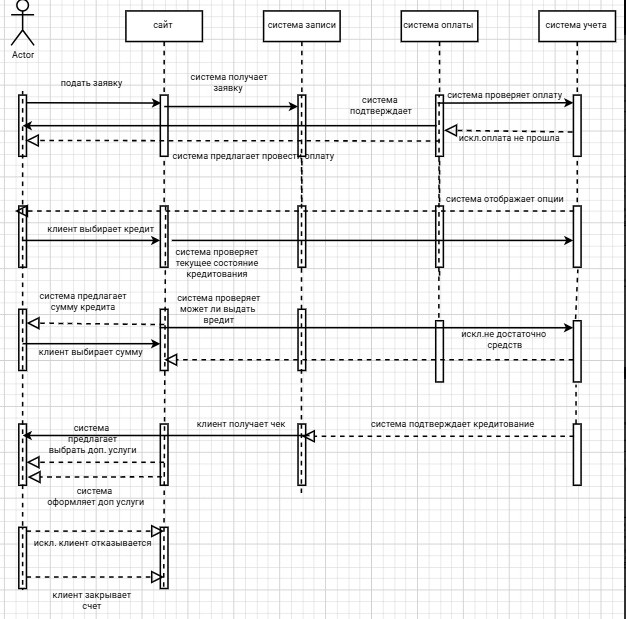 сайт
система записи
система оплаты
система учета
Actor
подать заявку
система получает
заявку
система
подтверждает
система проверяет оплату
искл.оплата не прошла
система предлагает провести оплату
система отображает опции
клиент выбирает кредит
система проверяет
текущее состояние
кредитования
система предлагает
сумму кредита
система проверяет
может ли выдать
вредит
искл.не достаточно
средств
клиент выбирает сумму
система
предлагает
выбрать доп. услуги
клиент получает чек
система подтверждает кредитование
система
оформляет доп услуги
искл. клиент отказывается
клиент закрывает
счет